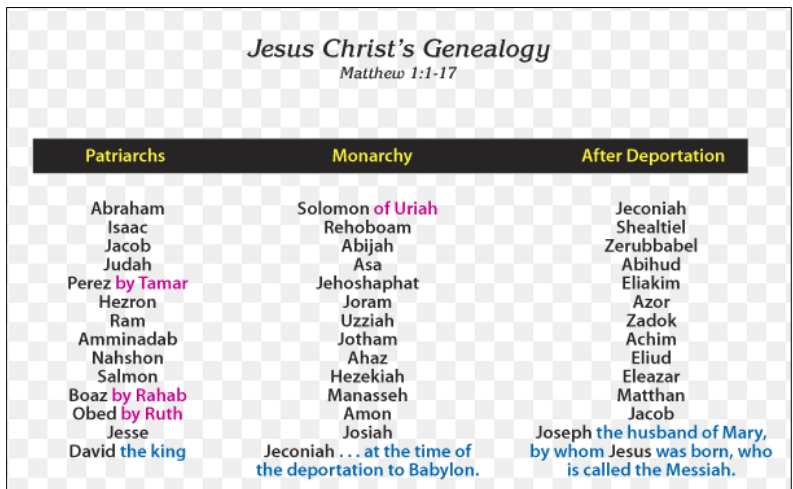 Jesus Christ's Genealogy
Matthew 1:1-17
Patriarchs
Monarchy
After Deportation
Abraham
Isaac
Jacob
Judah
Perez by Tamar
Hezron
Ram
Amminadab
Nahshon
Salmon
Boaz by Rahab
Obed by Ruth
Jesse
David the king
Solomon of Uriah
Rehoboam
Abijah
Asa
Jehoshaphat
Joram
Uzziah
Jotham
Ahaz
Hezekiah
Manasseh
Amon
Josiah
Jeconiah . . . at the time of
the deportation to Babylon.
Jeconiah
Shealtiel
Zerubbabel
Abihud
Eliakim
Azor
Zadok
Achim
Eliud
Eleazar
Matthan
Jacob
Joseph the husband of Mary,
by whom Jesus was born, who
is called the Messiah.